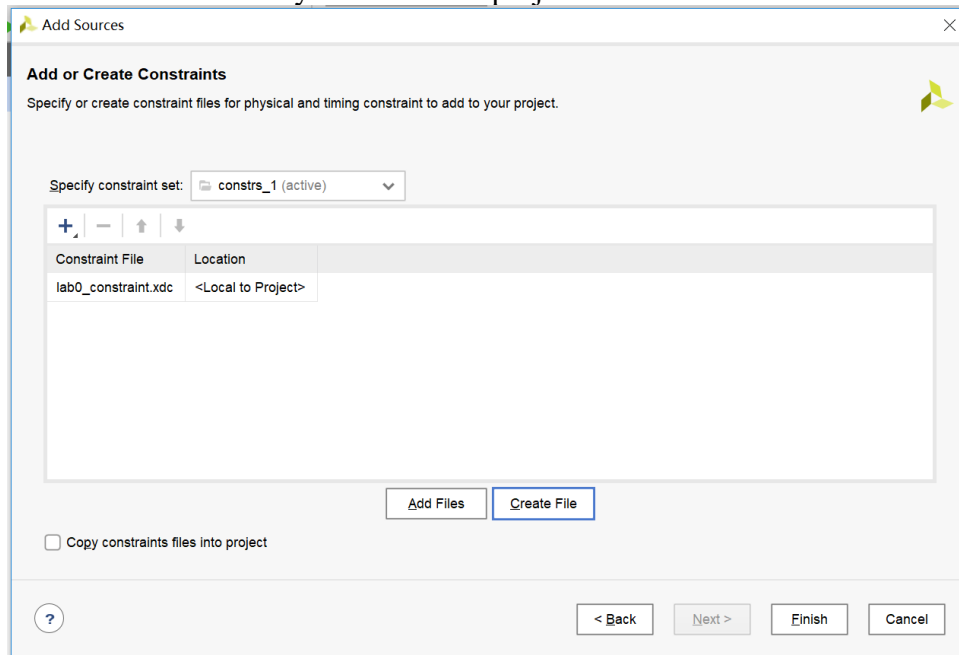 Add Sources
Add or Create Constraints
Specify or create constraint files for physical and timing constraint to add to your project.
Specify constraint set: constrs_1 (active)
Constraint File Location
lab0_constraint.xdc <Local to Project>
Add Files Create File
Copy constraints files into project
? < Back Next > Finish Cancel